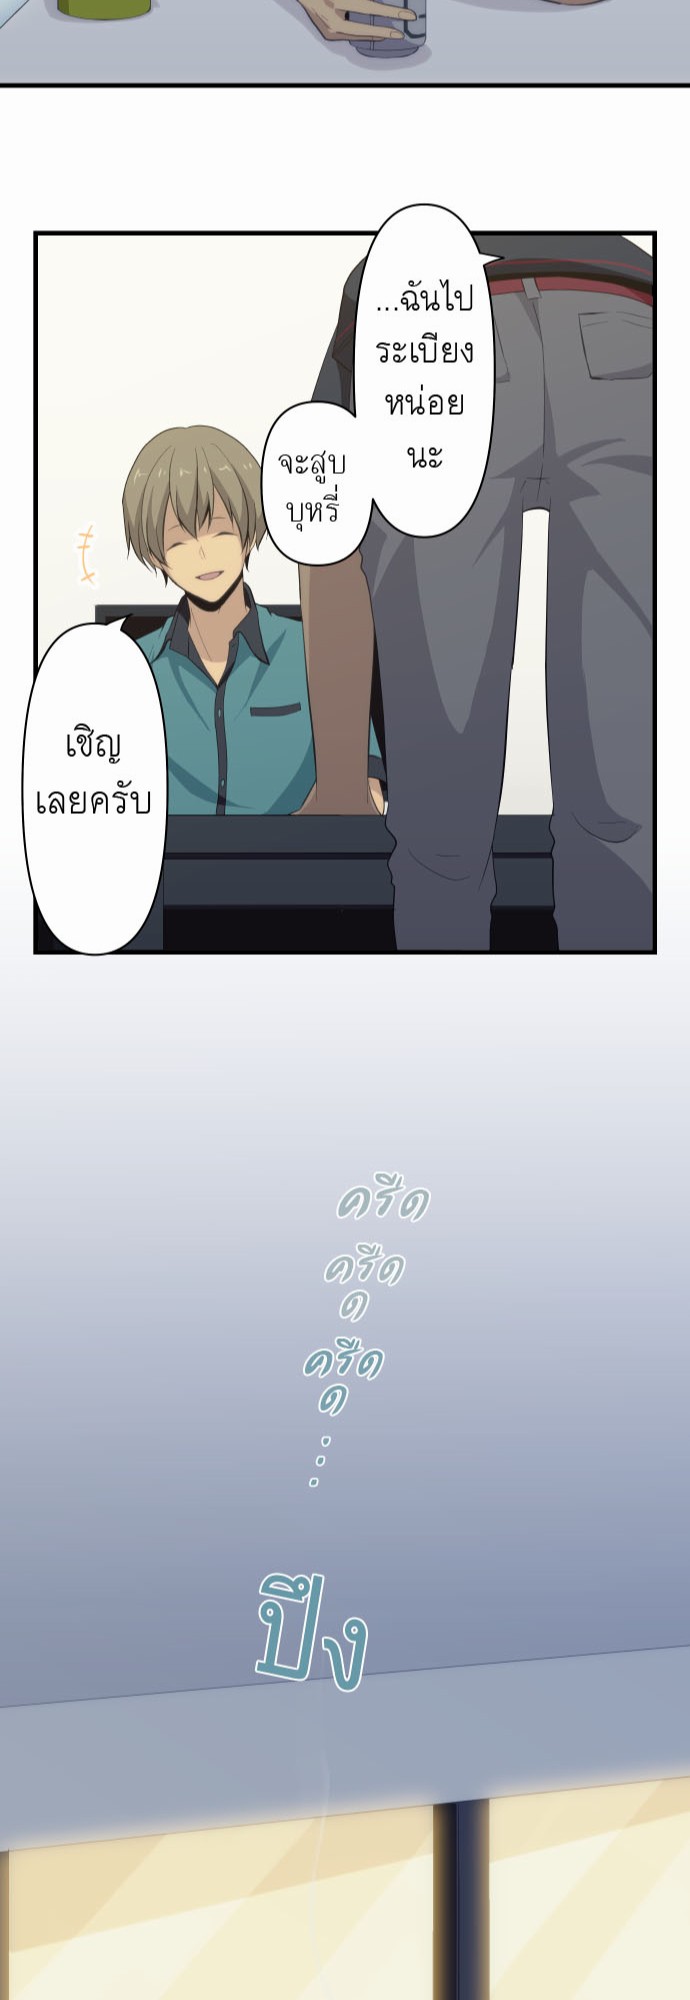 ...ฉันไป
ระเบียง
หน่อย
นะ
จะสูบ
บุหรี่
เชิญ
เลยครับ
ครืด
ครืด
ด
ครืด
ด
...
ปึง